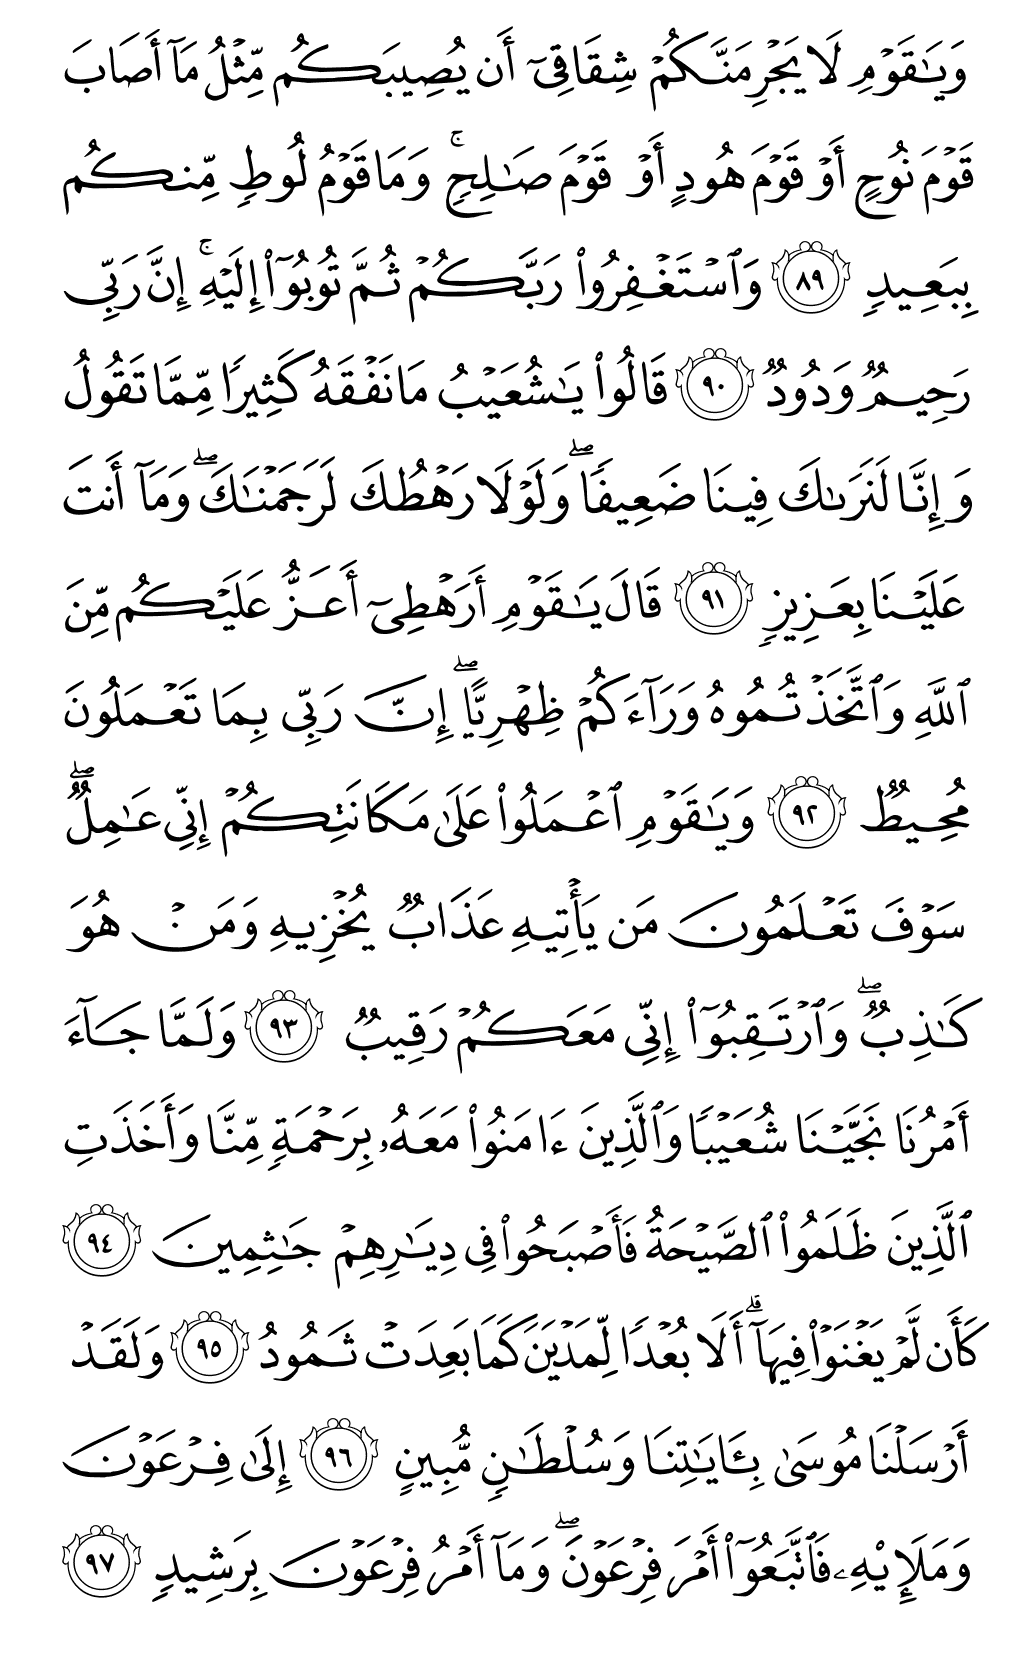 وَيَٰقَوْمِ لَا يَجْرِمَنَّكُمْ شِقَاقِىٓ أَن يُصِيبَكُم مِّثْلُ مَآ أَصَابَ
قَوْمَ نُوحٍ أَوْ قَوْمَ هُودٍ أَوْ قَوْمَ صَٰلِحٍ ۚ وَمَا قَوْمُ لُوطٍ مِّنكُم
بِبَعِيدٍ ٨٩ وَٱسْتَغْفِرُوا۟ رَبَّكُمْ ثُمَّ تُوبُوٓا۟ إِلَيْهِ ۚ إِنَّ رَبِّى
رَحِيمٌ وَدُودٌ ٩٠ قَالُوا۟ يَٰشُعَيْبُ مَا نَفْقَهُ كَثِيرًا مِّمَّا تَقُولُ
وَإِنَّا لَنَرَىٰكَ فِينَا ضَعِيفًا ۖ وَلَوْلَا رَهْطُكَ لَرَجَمْنَٰكَ ۖ وَمَآ أَنتَ
عَلَيْنَا بِعَزِيزٍ ٩١ قَالَ يَٰقَوْمِ أَرَهْطِىٓ أَعَزُّ عَلَيْكُم مِّنَ
ٱللَّهِ وَٱتَّخَذْتُمُوهُ وَرَآءَكُمْ ظِهْرِيًّا ۖ إِنَّ رَبِّى بِمَا تَعْمَلُونَ
مُحِيطٌ ٩٢ وَيَٰقَوْمِ ٱعْمَلُوا۟ عَلَىٰ مَكَانَتِكُمْ إِنِّى عَٰمِلٌ ۖ
سَوْفَ تَعْلَمُونَ مَن يَأْتِيهِ عَذَابٌ يُخْزِيهِ وَمَنْ هُوَ
كَٰذِبٌ ۖ وَٱرْتَقِبُوٓا۟ إِنِّى مَعَكُمْ رَقِيبٌ ٩٣ وَلَمَّا جَآءَ
أَمْرُنَا نَجَّيْنَا شُعَيْبًا وَٱلَّذِينَ ءَامَنُوا۟ مَعَهُۥ بِرَحْمَةٍ مِّنَّا وَأَخَذَتِ
ٱلَّذِينَ ظَلَمُوا۟ ٱلصَّيْحَةُ فَأَصْبَحُوا۟ فِى دِيَٰرِهِمْ جَٰثِمِينَ ٩٤
كَأَن لَّمْ يَغْنَوْا۟ فِيهَآ ۗ أَلَا بُعْدًا لِّمَدْيَنَ كَمَا بَعِدَتْ ثَمُودُ ٩٥ وَلَقَدْ
أَرْسَلْنَا مُوسَىٰ بِـَٔايَٰتِنَا وَسُلْطَٰنٍ مُّبِينٍ ٩٦ إِلَىٰ فِرْعَوْنَ
وَمَلَإِي۟هِۦ فَٱتَّبَعُوٓا۟ أَمْرَ فِرْعَوْنَ ۖ وَمَآ أَمْرُ فِرْعَوْنَ بِرَشِيدٍ ٩٧